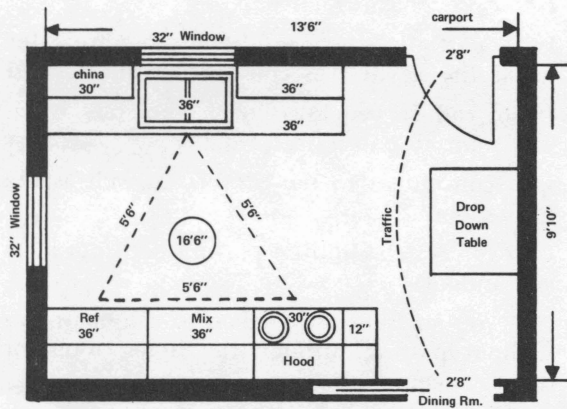 13′6″
carport
32″ Window
2′8″
china
30″
36″
36″
36″
32″ Window
5′6″
5′6″
16′6″
5′6″
Traffic
Drop
Down
Table
9′10″
Ref
36″
Mix
36″
30″
12″
Hood
2′8″
Dining Rm.